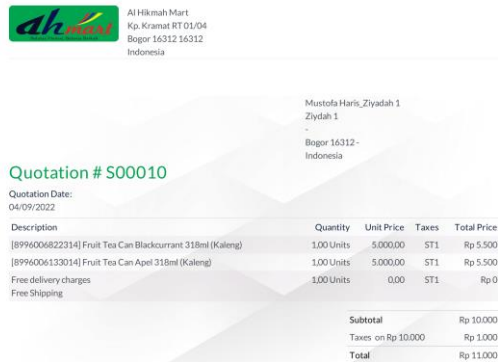 ahmart
Al Hikmah Mart
Kp. Kramat RT 01/04
Bogor 16312 16312
Indonesia
Mustofa Haris_Ziyadah 1
Ziydah 1
-
Bogor 16312 -
Indonesia
Quotation # S00010
Quotation Date:
04/09/2022
Description Quantity Unit Price Taxes Total Price
[8996006822314] Fruit Tea Can Blackcurrant 318ml (Kaleng) 1,00 Units 5.000,00 ST1 Rp 5.500
[8996006133014] Fruit Tea Can Apel 318ml (Kaleng) 1,00 Units 5.000,00 ST1 Rp 5.500
Free delivery charges 1,00 Units 0,00 ST1 Rp 0
Free Shipping
Subtotal Rp 10.000
Taxes on Rp 10.000 Rp 1.000
Total Rp 11.000